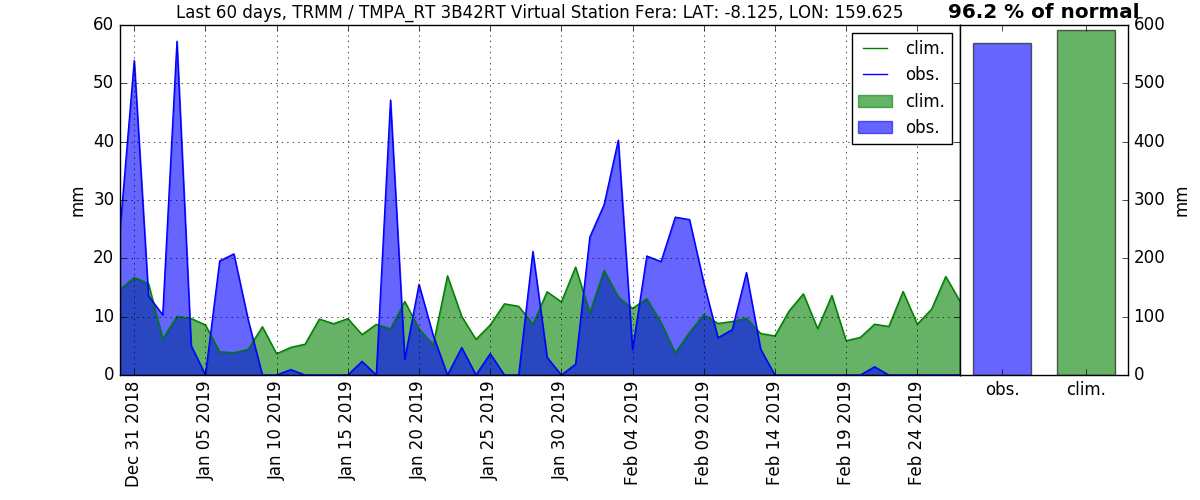 Last 60 days, TRMM / TMPA_RT 3B42RT Virtual Station Fera: LAT: -8.125, LON: 159.625
96.2 % of normal
60
50
40
30
20
10
0
mm
clim.
obs.
clim.
obs.
600
500
400
300
200
100
0
mm
obs.
clim.
Dec 31 2018
Jan 05 2019
Jan 10 2019
Jan 15 2019
Jan 20 2019
Jan 25 2019
Jan 30 2019
Feb 04 2019
Feb 09 2019
Feb 14 2019
Feb 19 2019
Feb 24 2019